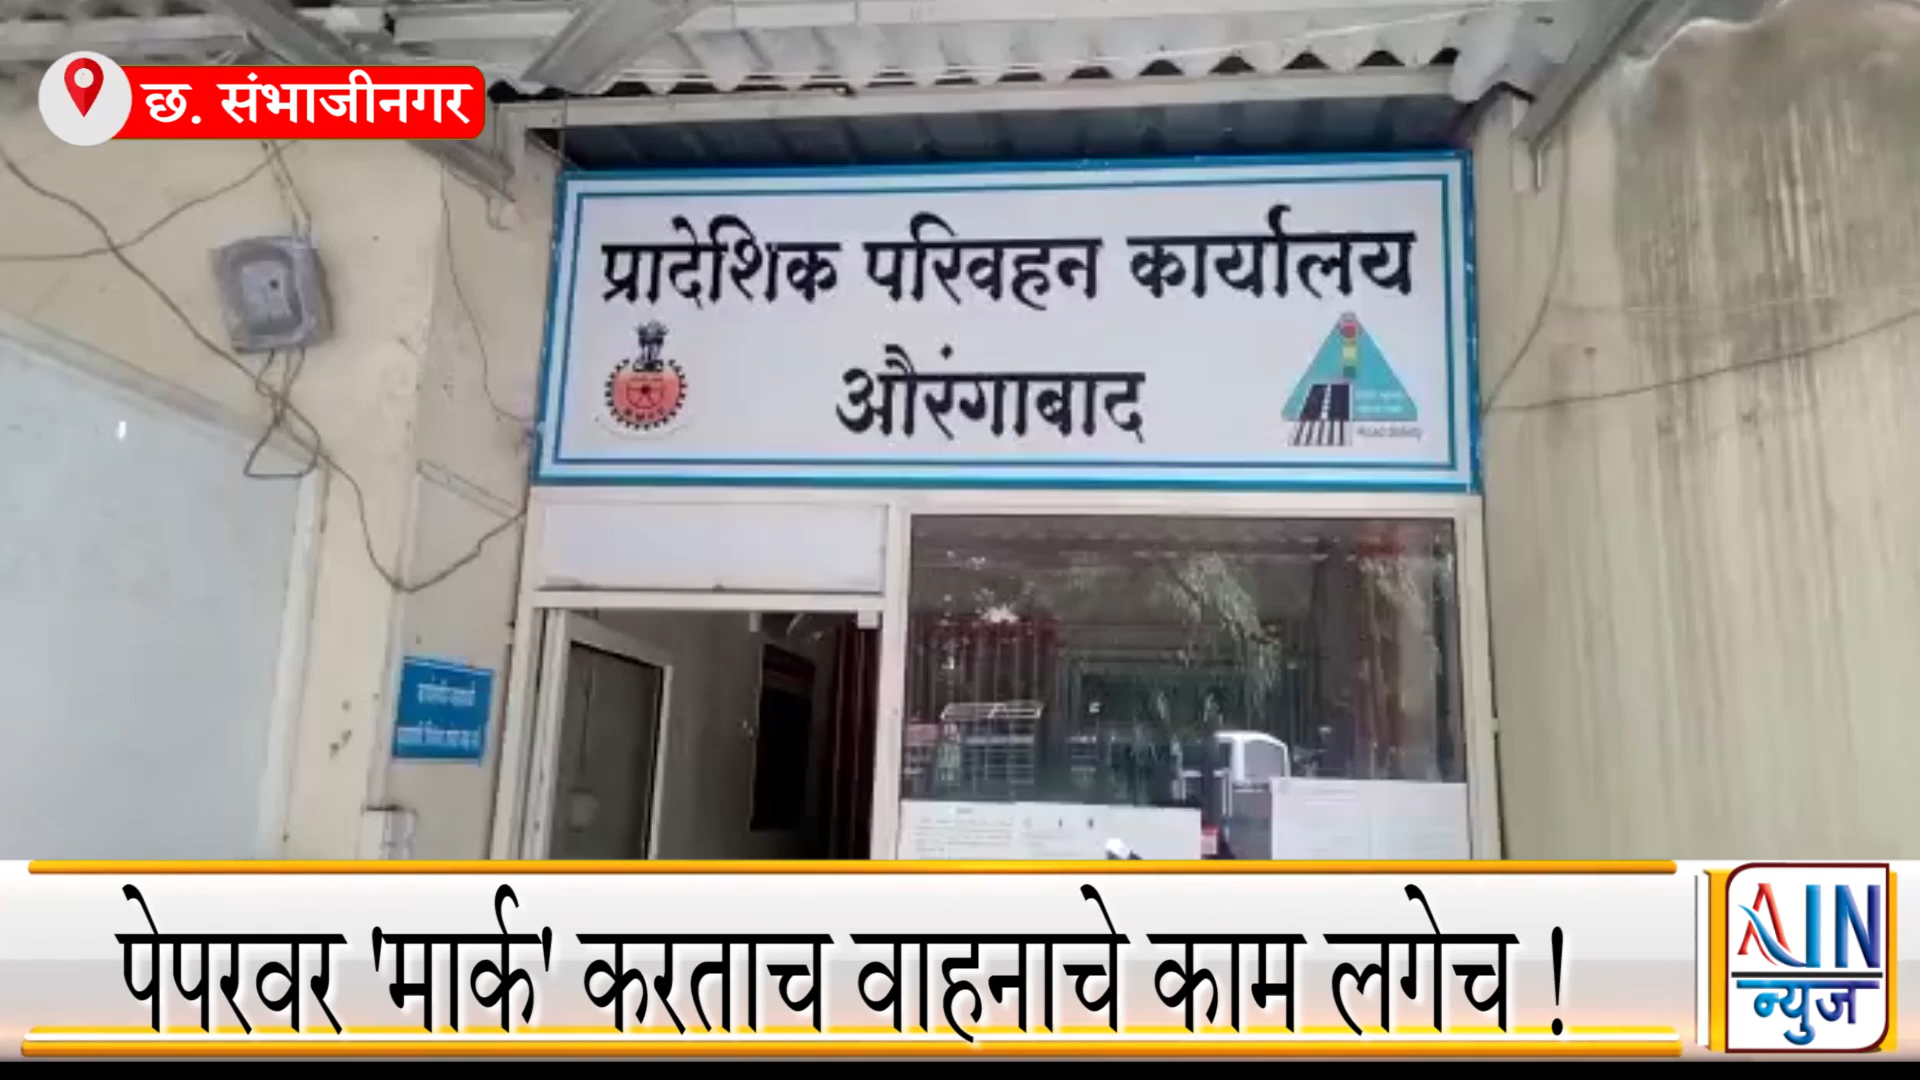 छ. संभाजीनगर
प्रादेशिक परिवहन कार्यालय
औरंगाबाद
पेपरवर 'मार्क' करताच वाहनाचे काम लगेच !
AIN
न्युज